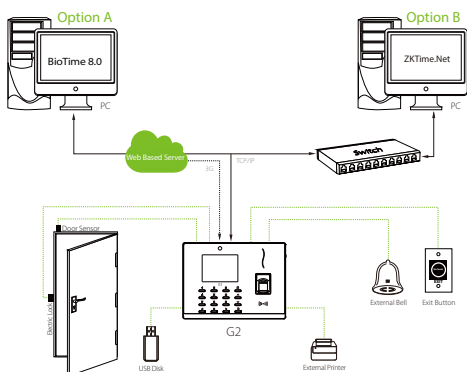 Option A
Option B
BioTime 8.0
ZKTime.Net
PC
PC
Web Based Server
3G
TCP/IP
Switch
Door Sensor
Electric Lock
G2
External Bell
EXIT
Exit Button
USB Disk
External Printer